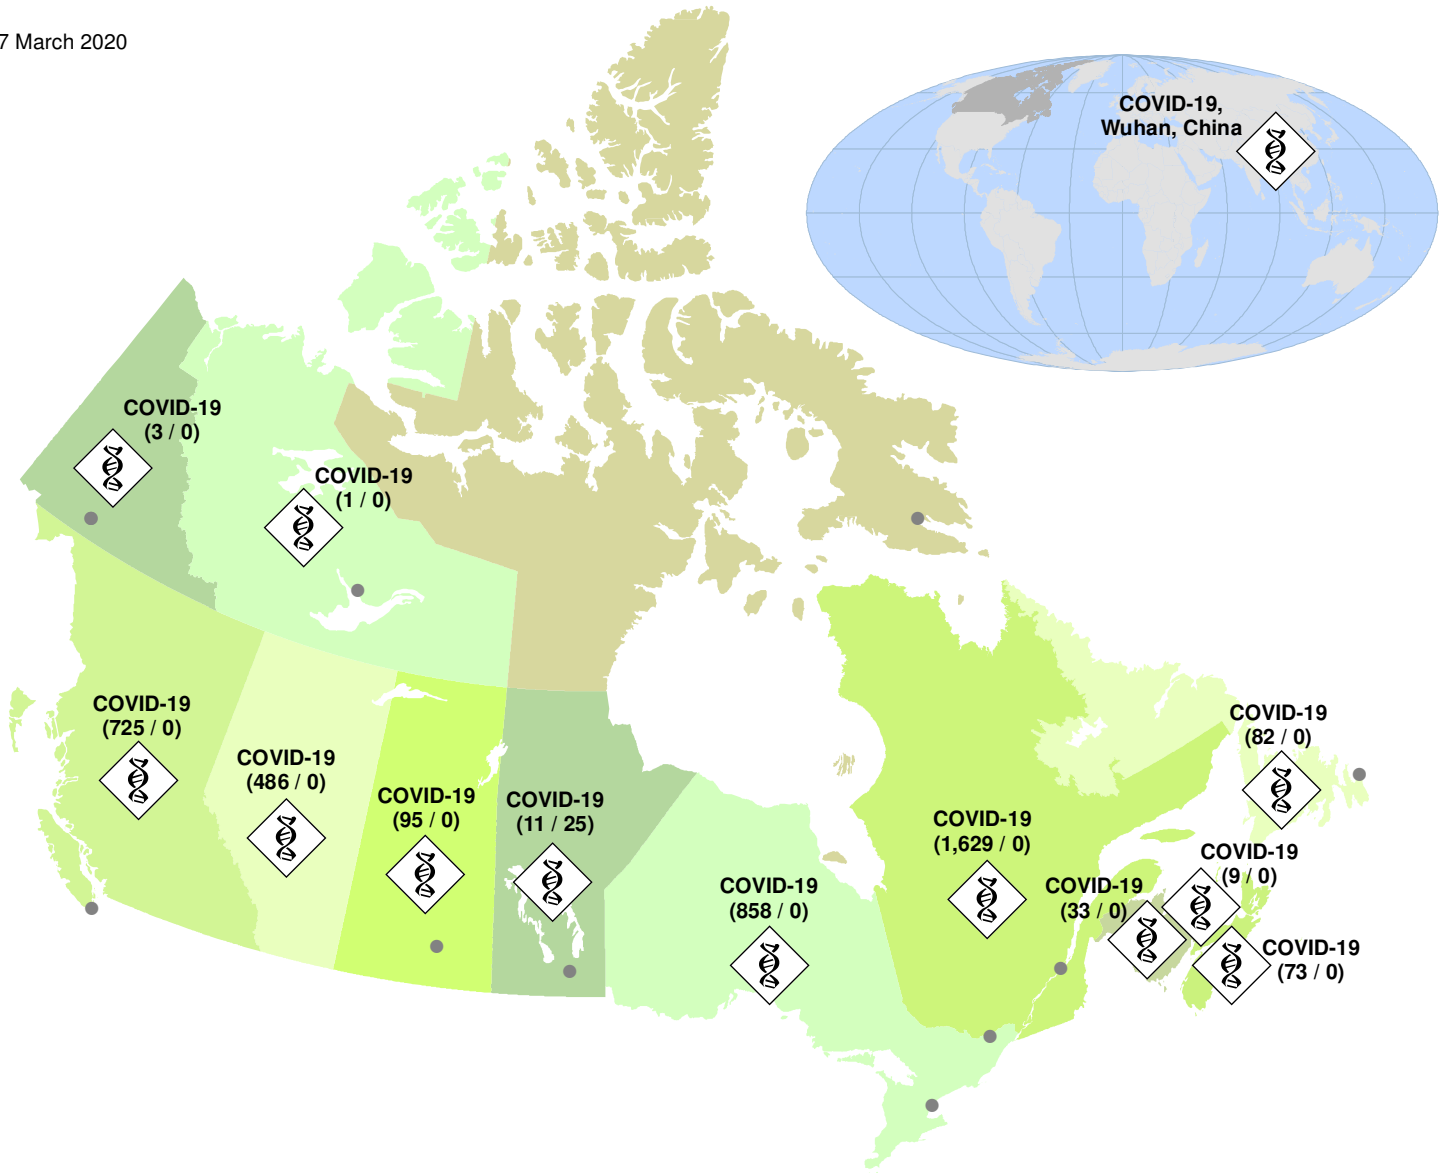 7 March 2020
COVID-19,
Wuhan, China
COVID-19
(3 / 0)
COVID-19
(1 / 0)
COVID-19
(725 / 0)
COVID-19
(486 / 0)
COVID-19
(95 / 0)
COVID-19
(11 / 25)
COVID-19
(858 / 0)
COVID-19
(1,629 / 0)
COVID-19
(33 / 0)
COVID-19
(82 / 0)
COVID-19
(9 / 0)
COVID-19
(73 / 0)